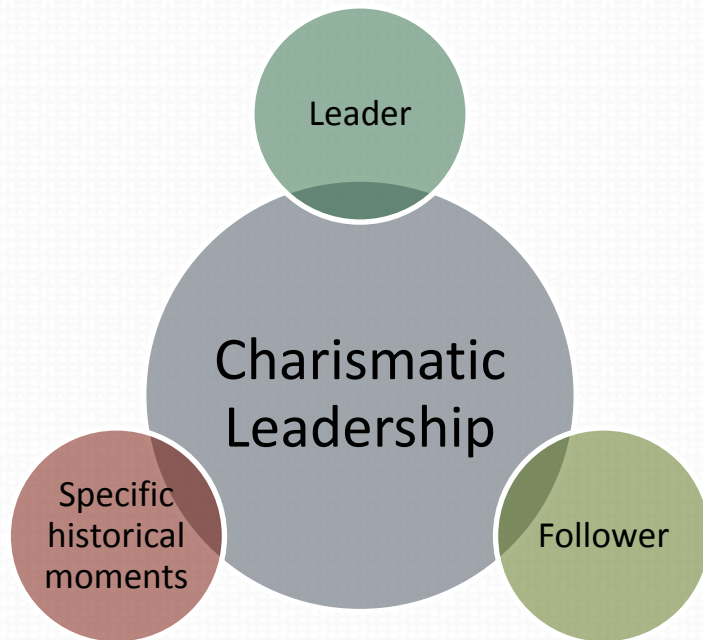 Leader
Charismatic
Leadership
Specific
historical
moments
Follower